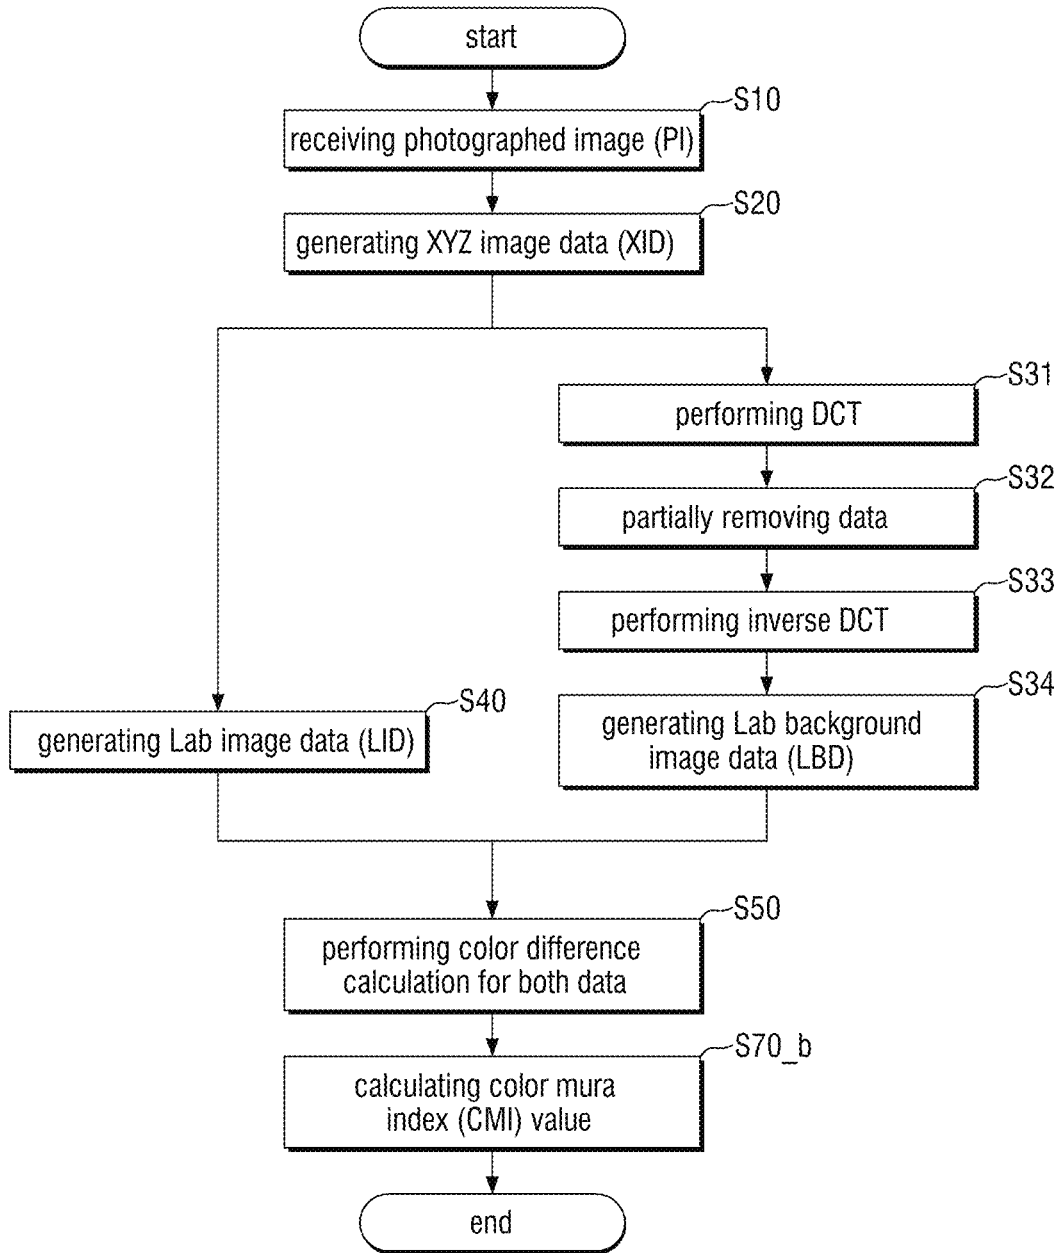 start
S10
receiving photographed image (PI)
S20
generating XYZ image data (XID)
S31
performing DCT
S32
partially removing data
S33
performing inverse DCT
S34
generating Lab background
image data (LBD)
S40
generating Lab image data (LID)
S50
performing color difference
calculation for both data
S70_b
calculating color mura
index (CMI) value
end